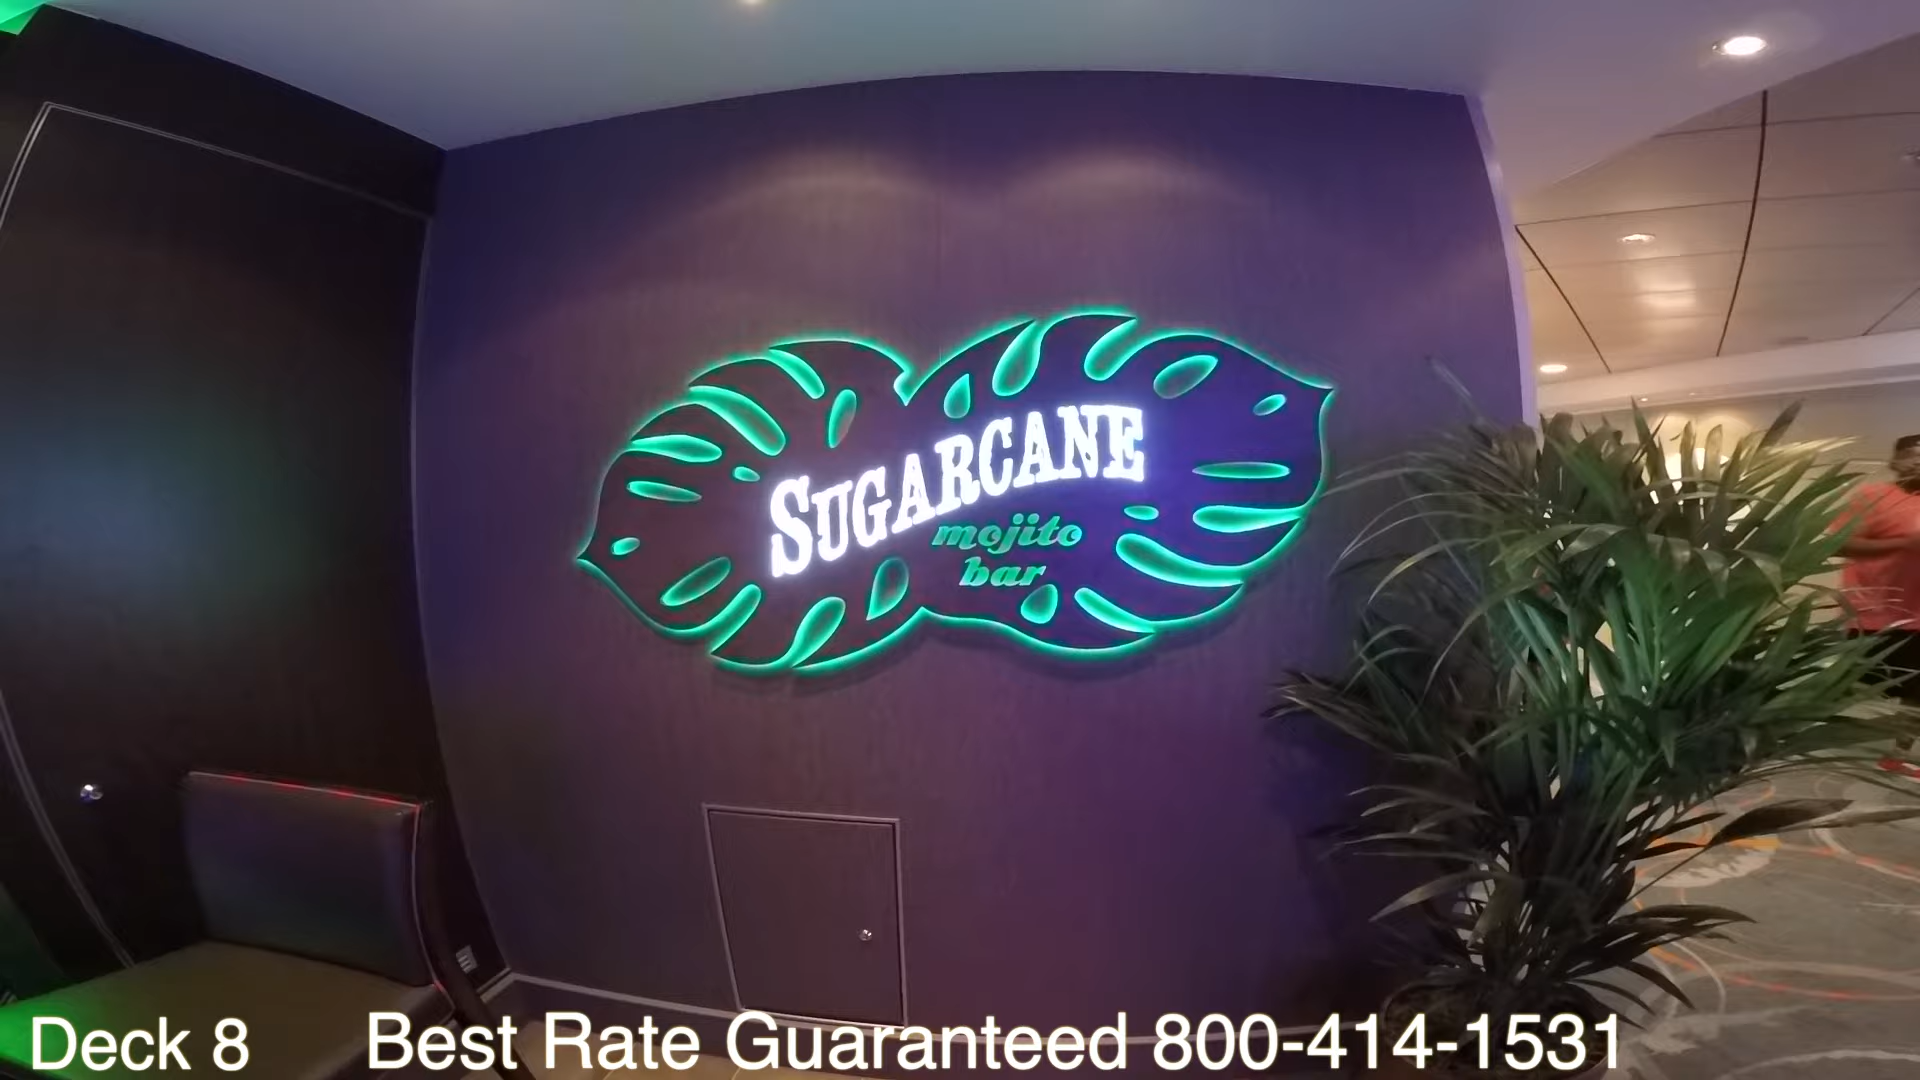 SUGARCANE
mojito
bar
Deck 8
Best Rate Guaranteed 800-414-1531